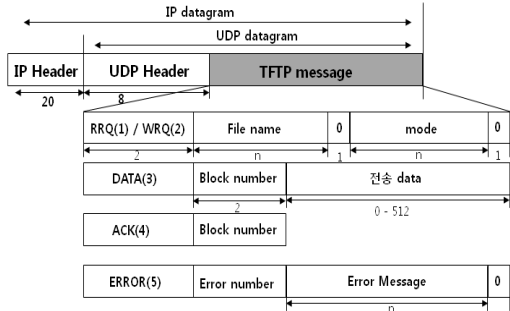 IP datagram
UDP datagram
IP Header UDP Header TFTP message
20 8
RRQ(1) / WRQ(2) File name 0 mode 0
2 n 1 n 1
DATA(3) Block number 전송 data
2 0 - 512
ACK(4) Block number
ERROR(5) Error number Error Message 0
n